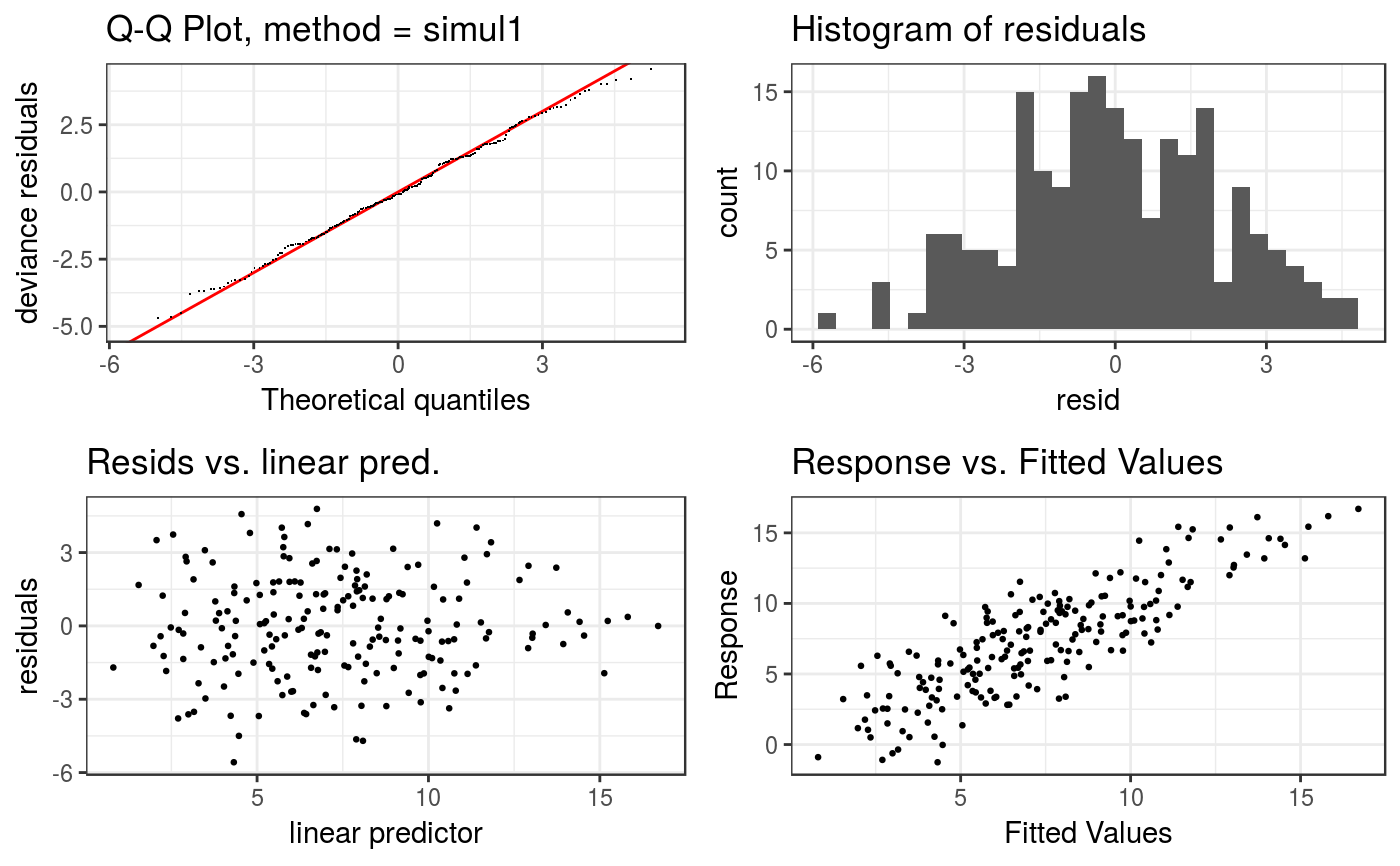 Q-Q Plot, method = simul1
deviance residuals
2.5
0.0
-2.5
-5.0
-6
-3
0
3
Theoretical quantiles
Histogram of residuals
count
15
10
5
0
-6
-3
0
3
resid
Resids vs. linear pred.
residuals
3
0
-3
-6
5
10
15
linear predictor
Response vs. Fitted Values
Response
15
10
5
0
5
10
15
Fitted Values